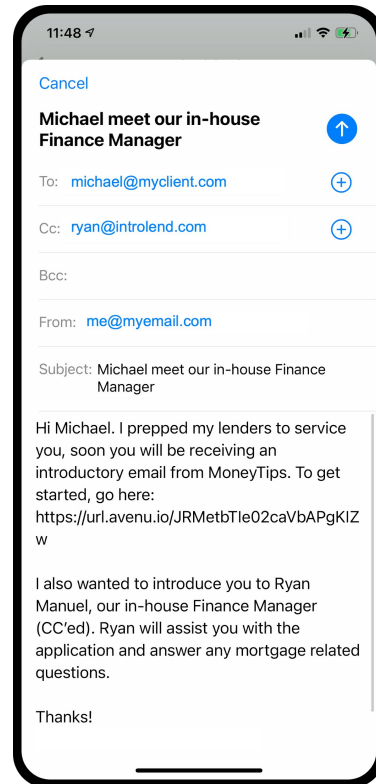 11:48
Cancel
Michael meet our in-house
Finance Manager
To: michael@myclient.com
Cc: ryan@introlend.com
Bcc:
From: me@myemail.com
Subject: Michael meet our in-house Finance
Manager
Hi Michael. I prepped my lenders to service
you, soon you will be receiving an
introductory email from MoneyTips. To get
started, go here:
https://url.avenu.io/JRMetbTIe02caVbAPgKIZ
w
I also wanted to introduce you to Ryan
Manuel, our in-house Finance Manager
(CC'ed). Ryan will assist you with the
application and answer any mortgage related
questions.
Thanks!